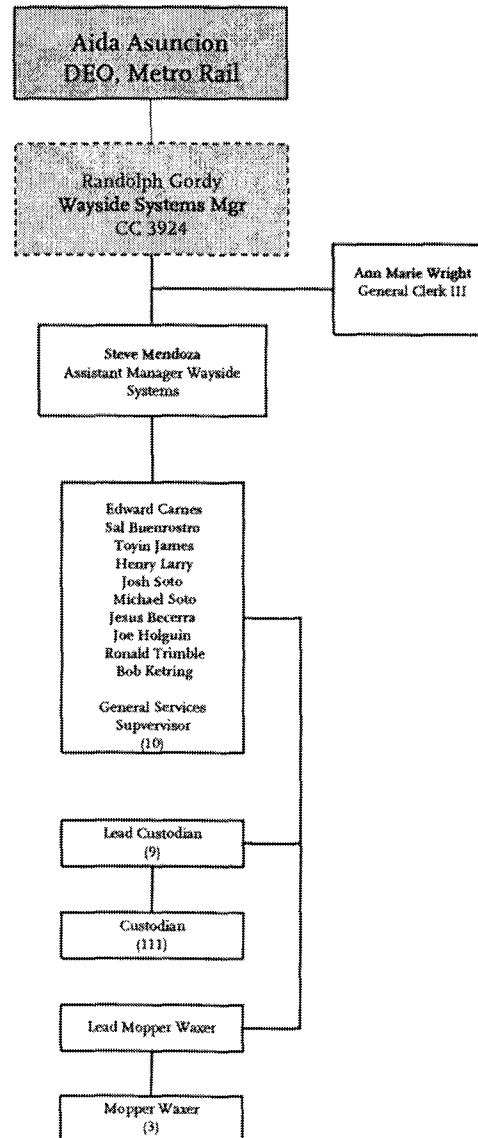 Aida Asuncion
DEO, Metro Rail
Randolph Gordy
Wayside Systems Mgr
CC 3924
Ann Marie Wright
General Clerk III
Steve Mendoza
Assistant Manager Wayside
Systems
Edward Carnes
Sal Buenrostro
Toyin James
Henry Larry
Josh Soto
Michael Soto
Jesus Becerra
Joe Holguin
Ronald Trimble
Bob Ketring
General Services
Supvervisor
(10)
Lead Custodian
(9)
Custodian
(111)
Lead Mopper Waxer
Mopper Waxer
(3)